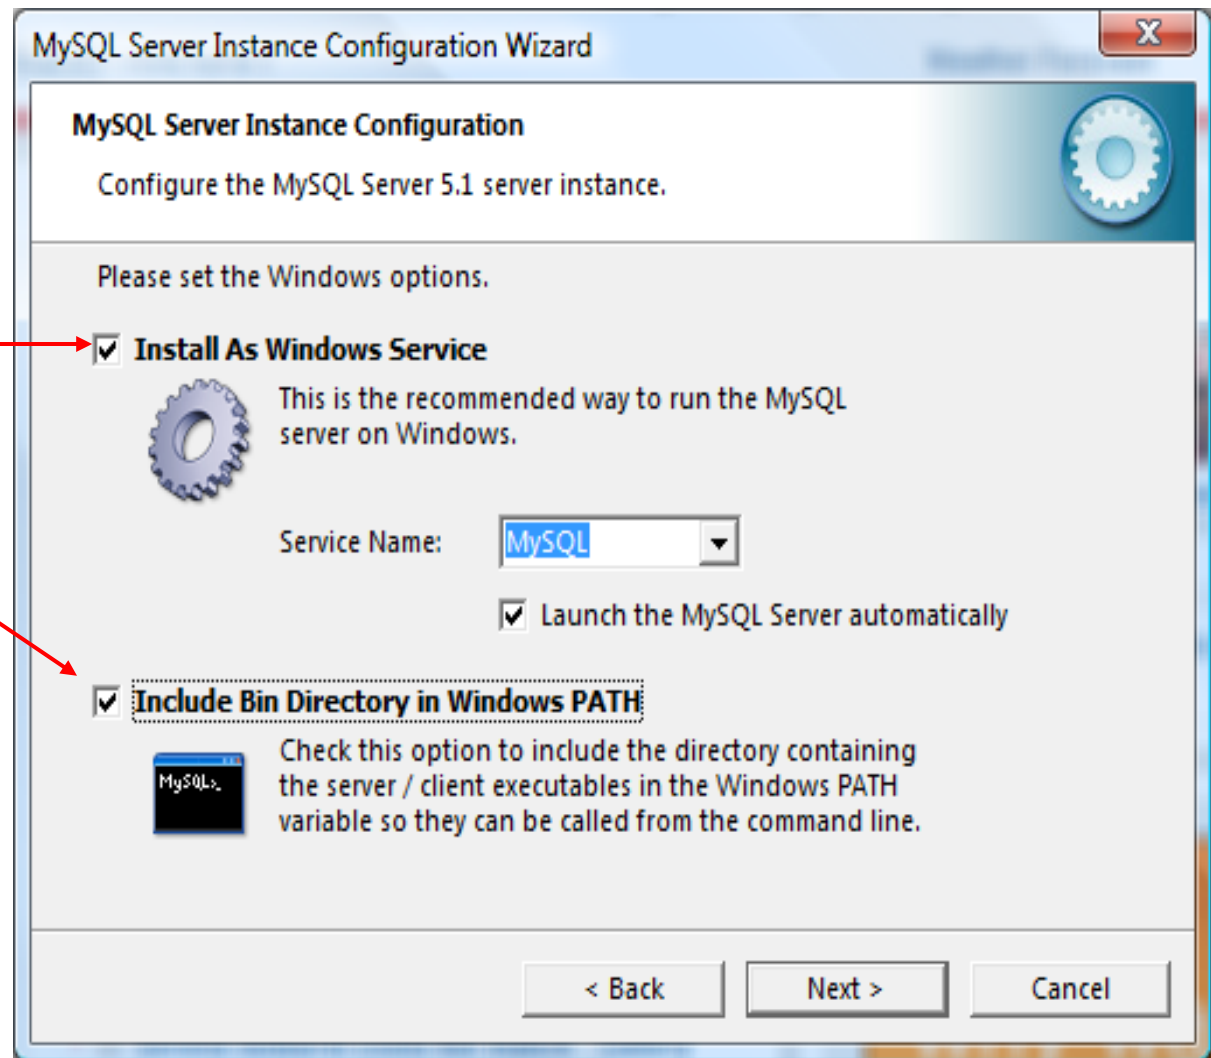 MySQL Server Instance Configuration Wizard
MySQL Server Instance Configuration
Configure the MySQL Server 5.1 server instance.
Please set the Windows options.
Install As Windows Service
This is the recommended way to run the MySQL
server on Windows.
Service Name: MySQL
Launch the MySQL Server automatically
Include Bin Directory in Windows PATH
MySQL>_
Check this option to include the directory containing
the server / client executables in the Windows PATH
variable so they can be called from the command line.
< Back Next > Cancel